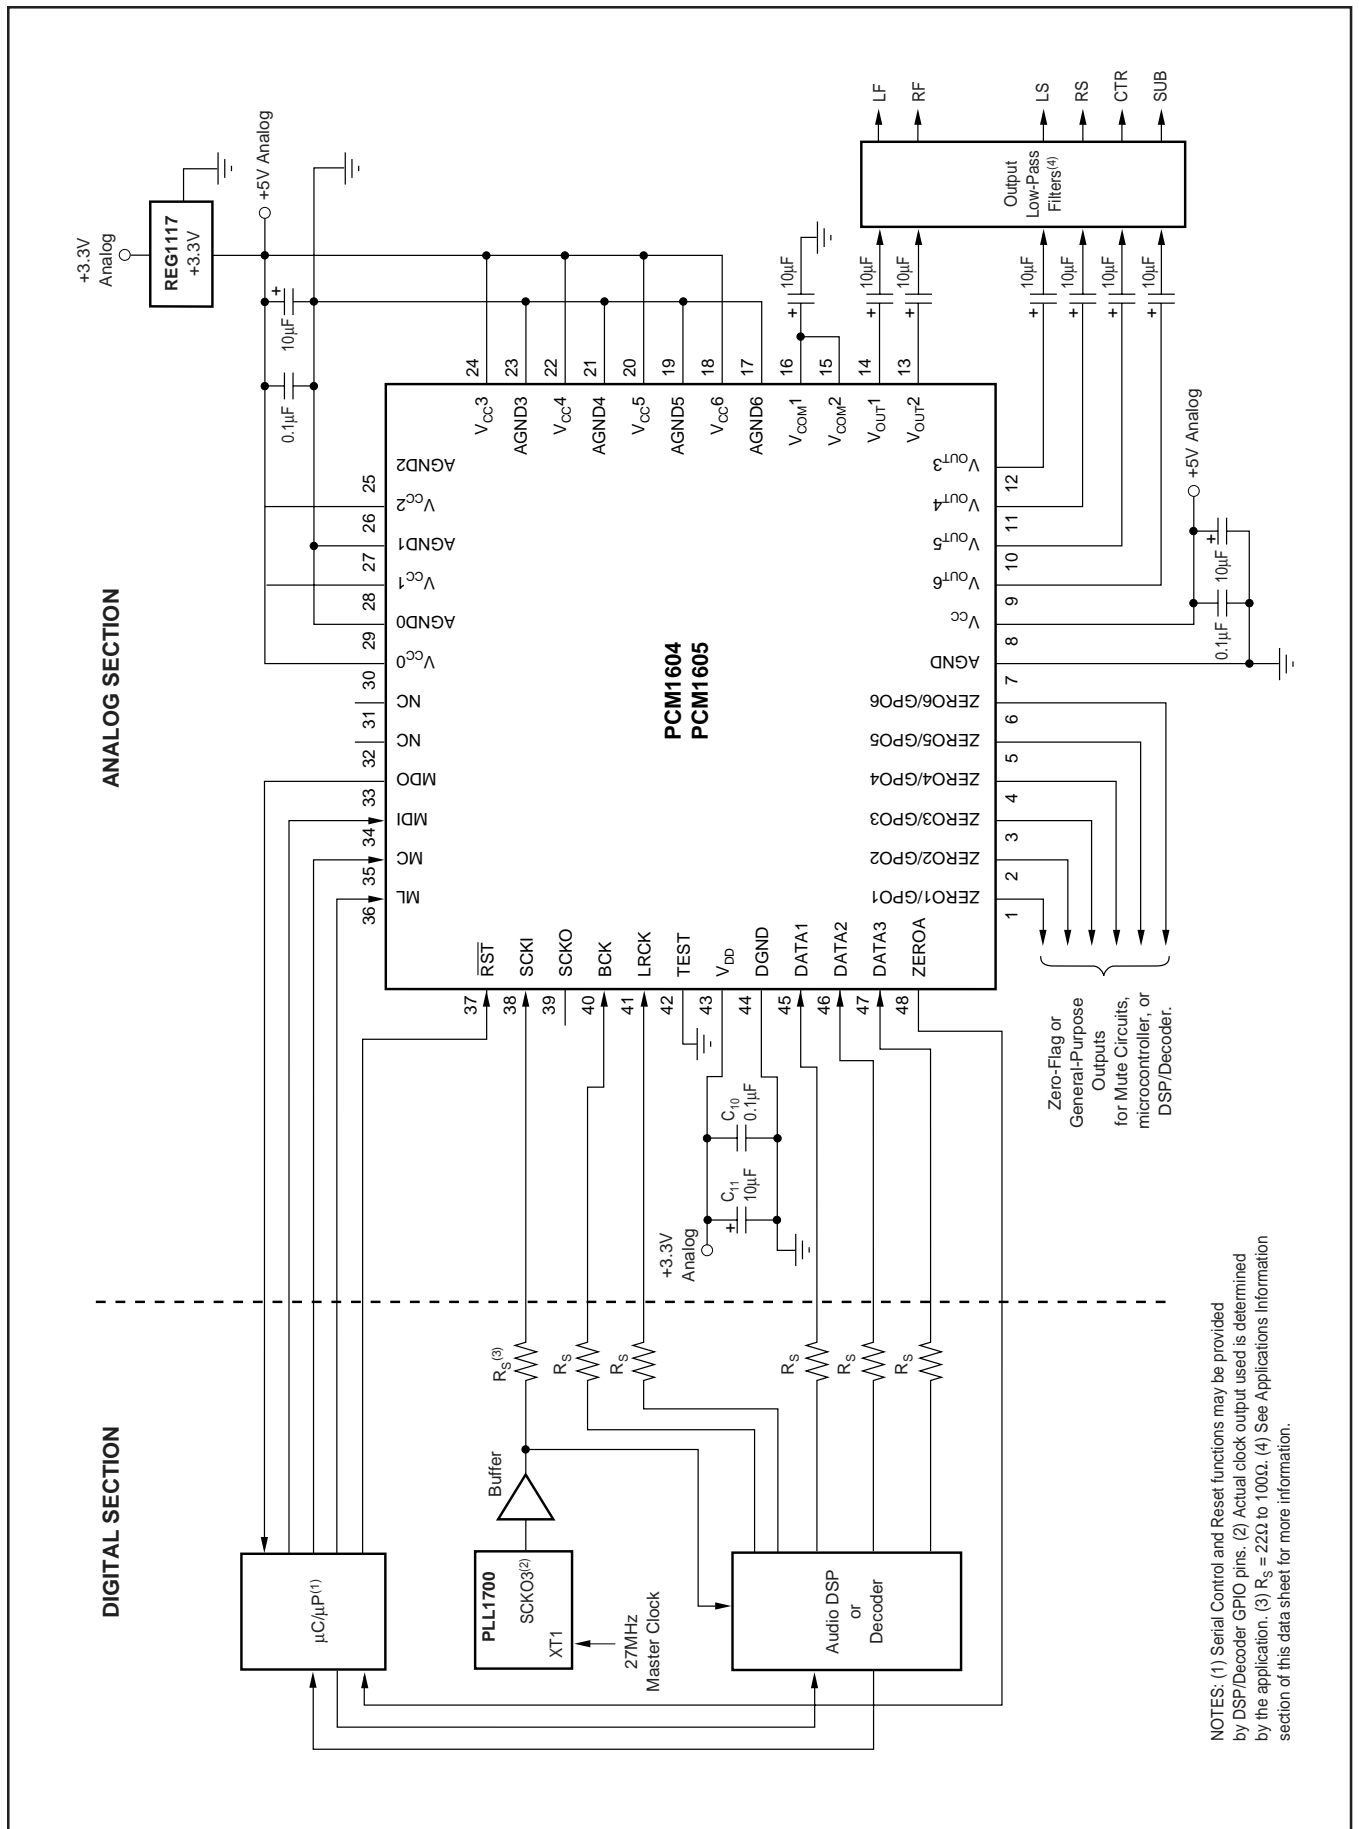 DIGITAL SECTION
ANALOG SECTION
µC/µP(1)
PLL1700
SCKO3(2)
XT1
27MHz
Master Clock
Buffer
Audio DSP
or
Decoder
RS(3)
RS
RS
RS
RS
RS
+3.3V
Analog
C11
10µF
+
C10
0.1µF
37
38
39
40
41
42
43
44
45
46
47
48
RST
SCKI
SCKO
BCK
LRCK
TEST
VDD
DGND
DATA1
DATA2
DATA3
ZEROA
36
35
34
33
32
31
30
29
28
27
26
25
ML
MC
MDI
MDO
NC
NC
VCC0
AGND0
VCC1
AGND1
VCC2
AGND2
PCM1604
PCM1605
ZERO1/GPO1
ZERO2/GPO2
ZERO3/GPO3
ZERO4/GPO4
ZERO5/GPO5
ZERO6/GPO6
AGND
VCC
VOUT6
VOUT5
VOUT4
VOUT3
1
2
3
4
5
6
7
8
9
10
11
12
VCC3
AGND3
VCC4
AGND4
VCC5
AGND5
VCC6
AGND6
VCOM1
VCOM2
VOUT1
VOUT2
24
23
22
21
20
19
18
17
16
15
14
13
0.1µF
10µF
+
+3.3V
Analog
REG1117
+3.3V
+5V Analog
10µF
+
10µF
+
10µF
+
10µF
+
10µF
+
10µF
+
10µF
+
Output
Low-Pass
Filters(4)
LF
RF
LS
RS
CTR
SUB
0.1µF
10µF
+
+5V Analog
Zero-Flag or
General-Purpose
Outputs
for Mute Circuits,
microcontroller, or
DSP/Decoder.
NOTES: (1) Serial Control and Reset functions may be provided
by DSP/Decoder GPIO pins. (2) Actual clock output used is determined
by the application. (3) RS = 22Ω to 100Ω. (4) See Applications Information
section of this data sheet for more information.